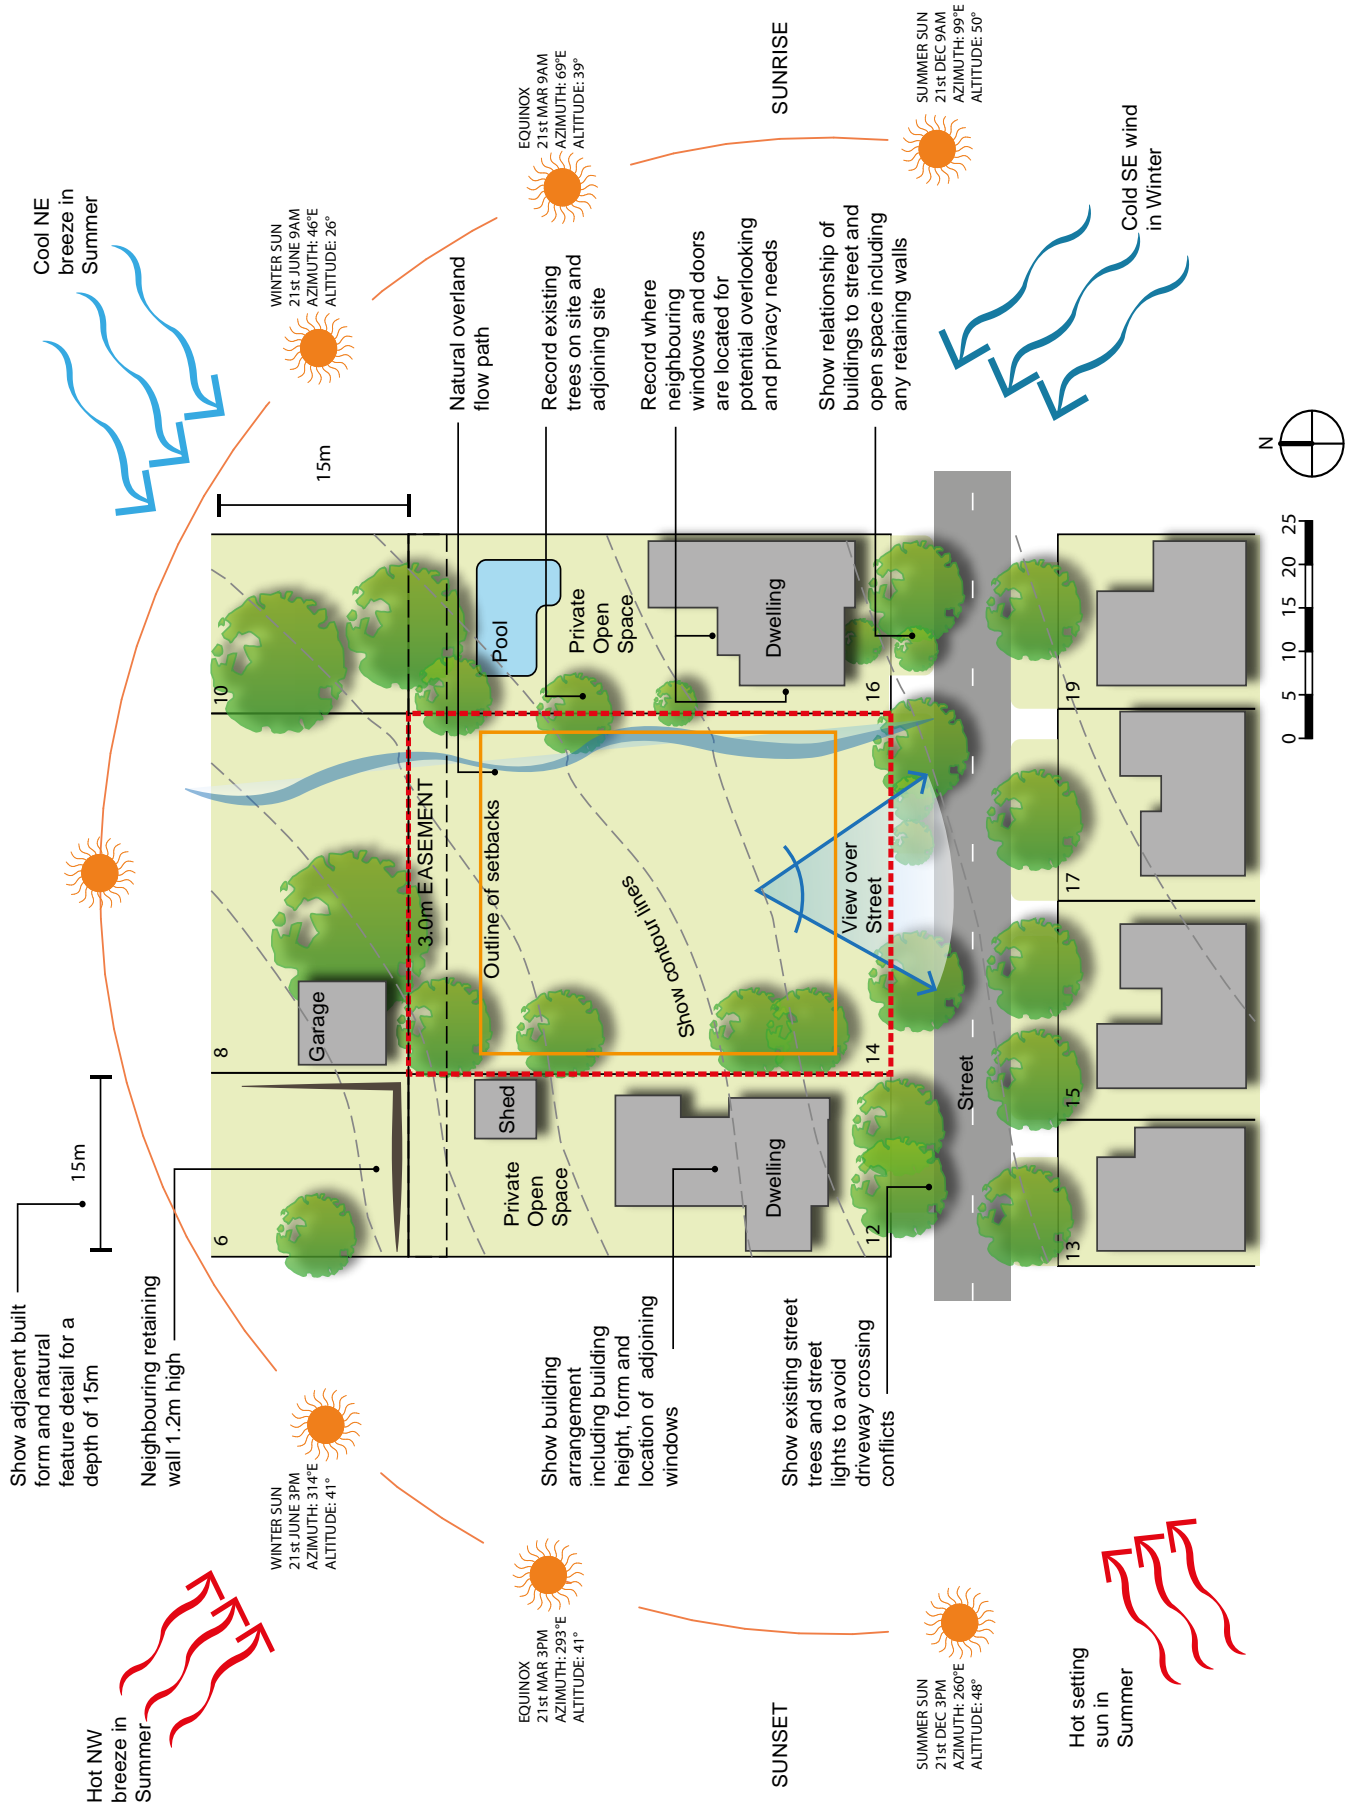 Show adjacent built
form and natural
feature detail for a
depth of 15m
Neighbouring retaining
wall 1.2m high
15m
Hot NW
breeze in
Summer
WINTER SUN
21st JUNE 3PM
AZIMUTH: 314°E
ALTITUDE: 41°
EQUINOX
21st MAR 3PM
AZIMUTH: 293°E
ALTITUDE: 41°
SUNSET
SUMMER SUN
21st DEC 3PM
AZIMUTH: 260°E
ALTITUDE: 48°
Hot setting
sun in
Summer
Show building
arrangement
including building
height, form and
location of adjoining
windows
Show existing street
trees and street
lights to avoid
driveway crossing
conflicts
6
8
10
Garage
3.0m EASEMENT
Outline of setbacks
Shed
Private
Open
Space
Dwelling
12
Show contour lines
View over
Street
14
Pool
Private
Open
Space
Dwelling
16
Street
13
15
17
19
15m
Cool NE
breeze in
Summer
WINTER SUN
21st JUNE 9AM
AZIMUTH: 46°E
ALTITUDE: 26°
EQUINOX
21st MAR 9AM
AZIMUTH: 69°E
ALTITUDE: 39°
SUNRISE
SUMMER SUN
21st DEC 9AM
AZIMUTH: 99°E
ALTITUDE: 50°
Natural overland
flow path
Record existing
trees on site and
adjoining site
Record where
neighbouring
windows and doors
are located for
potential overlooking
and privacy needs
Show relationship of
buildings to street and
open space including
any retaining walls
Cold SE wind
in Winter
N
0 5 10 15 20 25